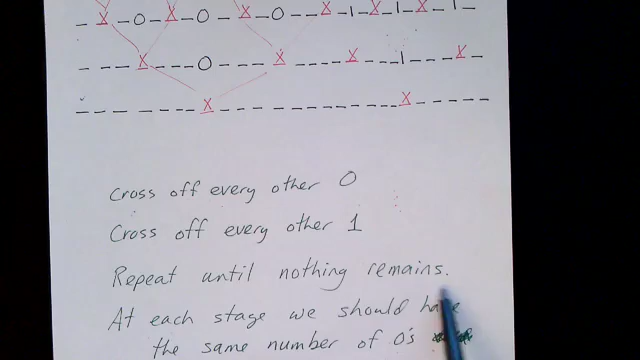 _ X _ 0 _ X _ 0 _ X _ 0 _ _ X _ 1 _ X _ 1 _ X _ 1 _
_ _ _ X _ _ _ 0 _ _ _ X _ _ _ X _ _ _ 1 _ _ _ X _
_ _ _ _ _ _ _ X _ _ _ _ _ _ _ _ _ _ _ X _ _ _ _ _
Cross off every other 0
Cross off every other 1
Repeat until nothing remains.
At each stage we should have
the same number of 0's